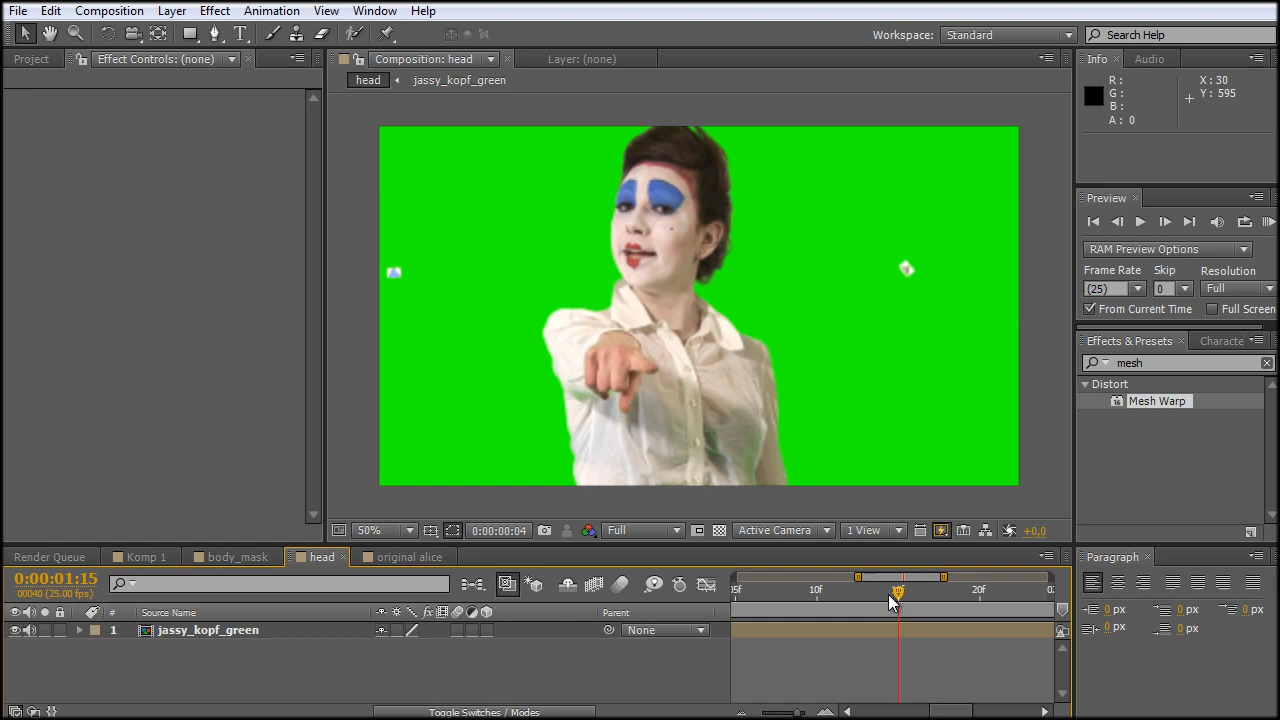 File Edit Composition Layer Effect Animation View Window Help
Workspace: Standard Search Help
Project Effect Controls: (none) Composition: head Layer: (none) Info Audio
head jassy_kopf_green
R: X: 30
G: Y: 595
B:
A: 0
Preview
RAM Preview Options
Frame Rate Skip Resolution
(25) 0 Full
From Current Time Full Screen
Effects & Presets Characte
mesh
Distort
16 Mesh Warp
50% 0:00:00:04 Full Active Camera 1 View +0,0
Render Queue Komp 1 body_mask head original alice Paragraph
0:00:01:15
00040 (25.00 fps)
10f 20f
# Source Name fx Parent
0 px 0 px 0 px
0 px 0 px
1 jassy_kopf_green None
Toggle Switches / Modes